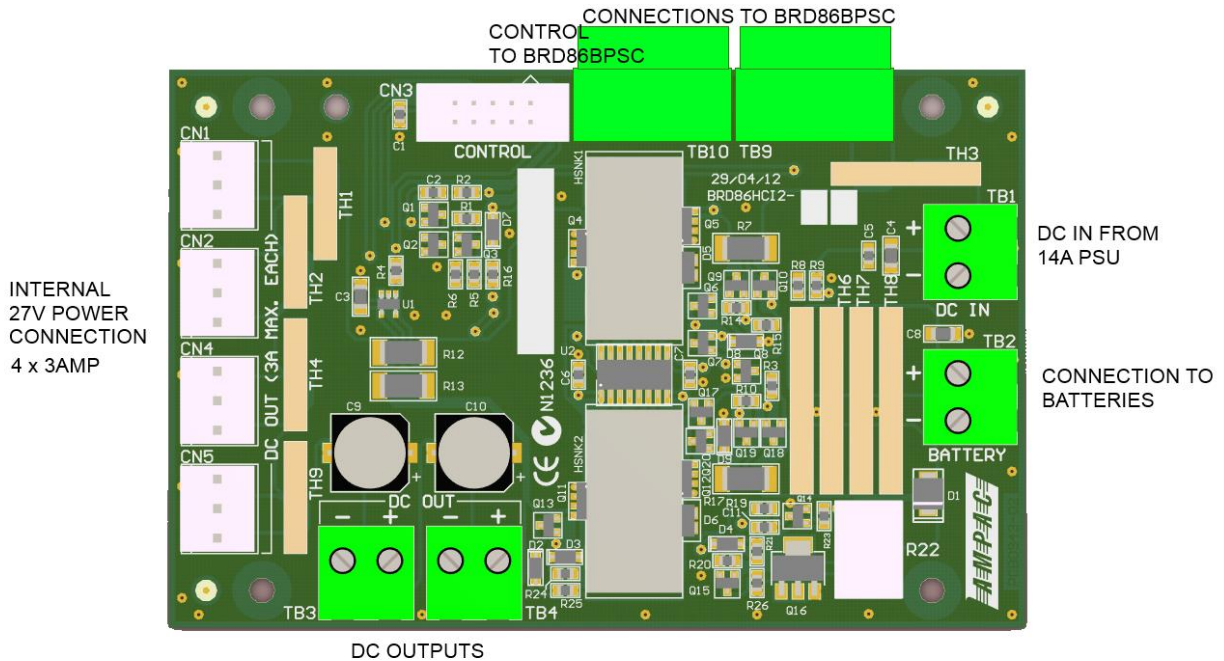 CONNECTIONS TO BRD86BPSC
CONTROL
TO BRD86BPSC
CN3
C1
CONTROL
TB10 TB9
CN1
TH1
C2 R2
Q1 R1
D7
Q2
Q3
R4
R6 R5 R16
C3
U1
HSNK1
Q4
Q5
D5
29/04/12
BRD86HCI2-
TH3
TB1
+
-
DC IN
DC IN FROM
14A PSU
R7
C5 C4
Q9 Q10 R8 R9
Q6
R14
R15
TH6
TH7
TH8
CN2
TH2
INTERNAL
27V POWER
CONNECTION
4 x 3AMP
DC OUT (3A MAX. EACH)
R12
R13
U2
C6
C7
Q7
D8 Q8
R3
R10
C8
TB2
+
-
BATTERY
CONNECTION TO
BATTERIES
CN4
TH4
C9 C10
+ +
CE N1236
Q17
D9 Q19 Q18
HSNK2
Q11
Q20
Q12
R17
D6
CN5
TH9
DC OUT
- + - +
TB3 TB4
Q13
D2 D3
R24
R25
R19
C11
Q14
R21
R23
D4
R20
Q15
R26
Q16
R22
D1
AMPAC
DC OUTPUTS